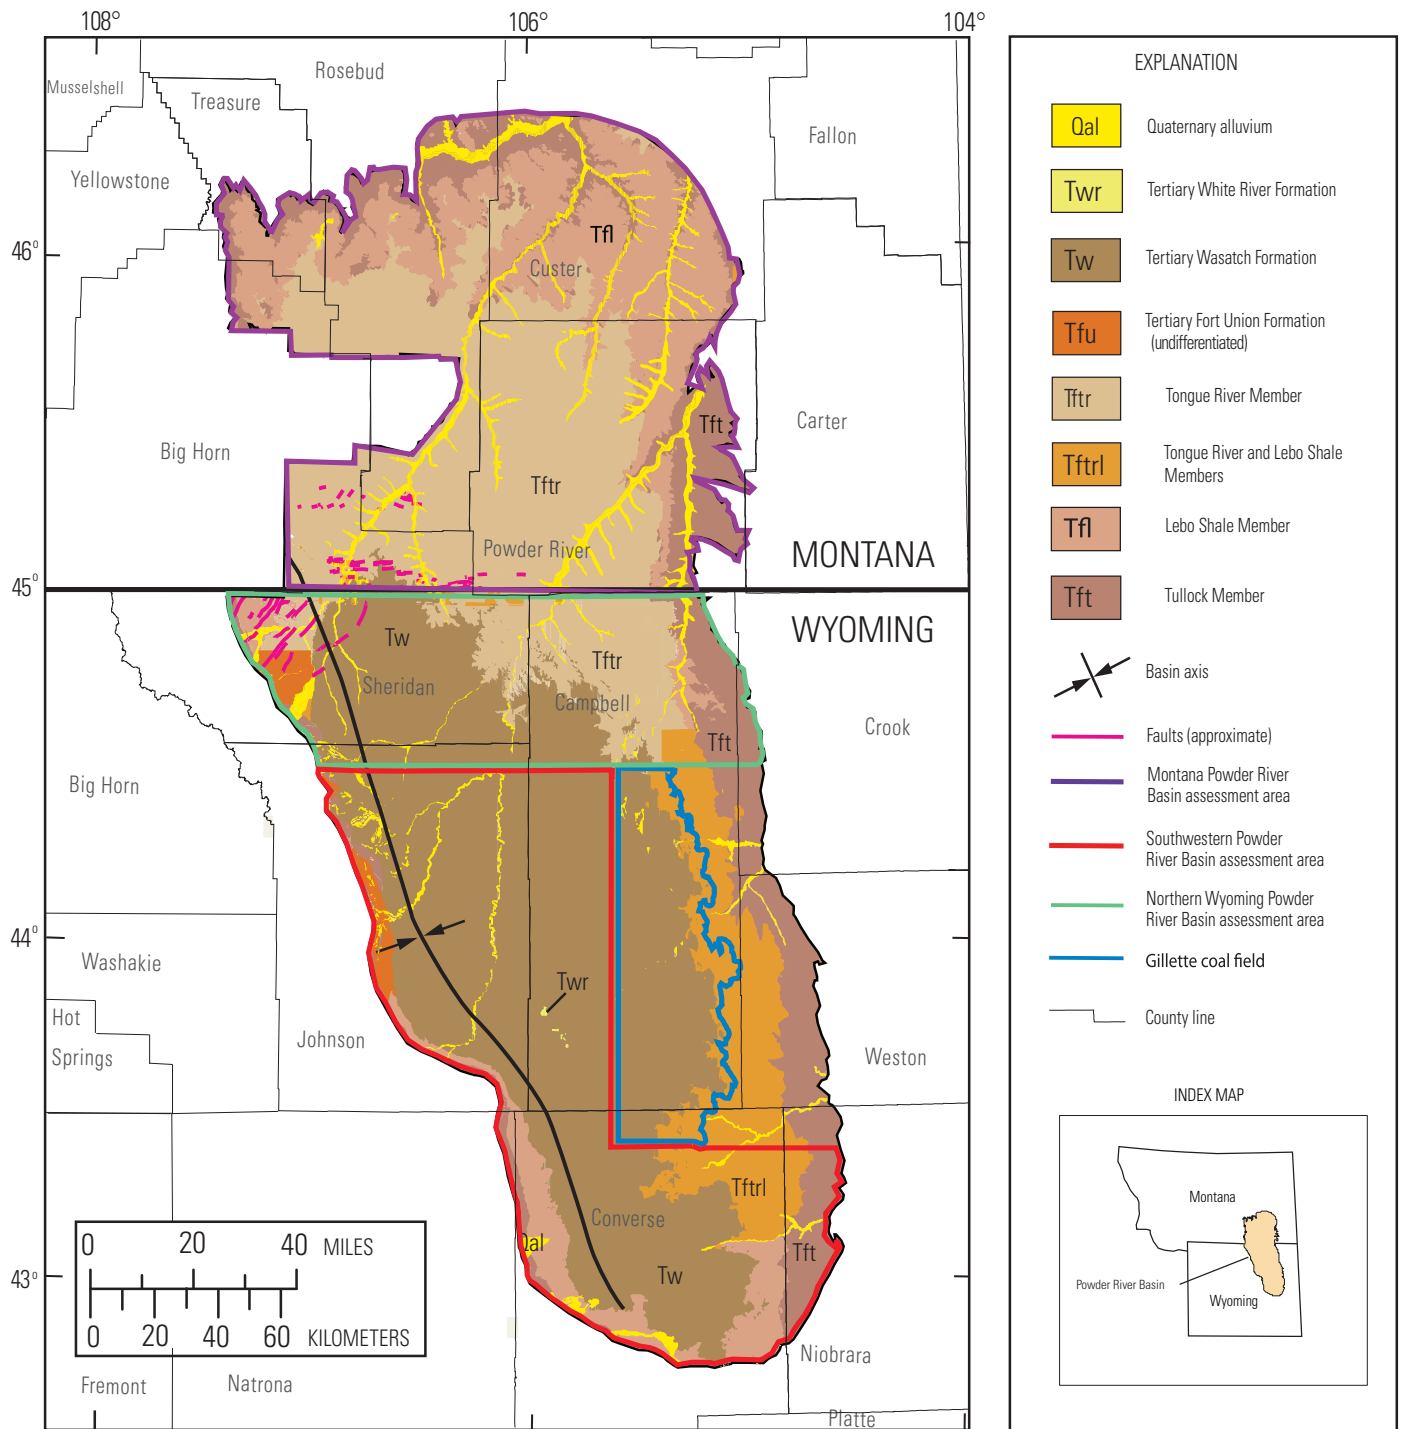 108°
106°
104°
Musselshell
Rosebud
Treasure
Fallon
Yellowstone
46°
Tfl
Custer
Big Horn
Tft
Carter
Tftr
Powder River
MONTANA
45°
WYOMING
Tw
Sheridan
Tftr
Campbell
Tft
Crook
Big Horn
44°
Washakie
Twr
Hot
Springs
Johnson
Weston
Tftrl
Converse
Qal
Tft
Tw
43°
0 20 40 MILES
0 20 40 60 KILOMETERS
Niobrara
Fremont
Natrona
Platte
EXPLANATION
Qal Quaternary alluvium
Twr Tertiary White River Formation
Tw Tertiary Wasatch Formation
Tfu Tertiary Fort Union Formation
(undifferentiated)
Tftr Tongue River Member
Tftrl Tongue River and Lebo Shale
Members
Tfl Lebo Shale Member
Tft Tullock Member
Basin axis
Faults (approximate)
Montana Powder River
Basin assessment area
Southwestern Powder
River Basin assessment area
Northern Wyoming Powder
River Basin assessment area
Gillette coal field
County line
INDEX MAP
Montana
Powder River Basin
Wyoming